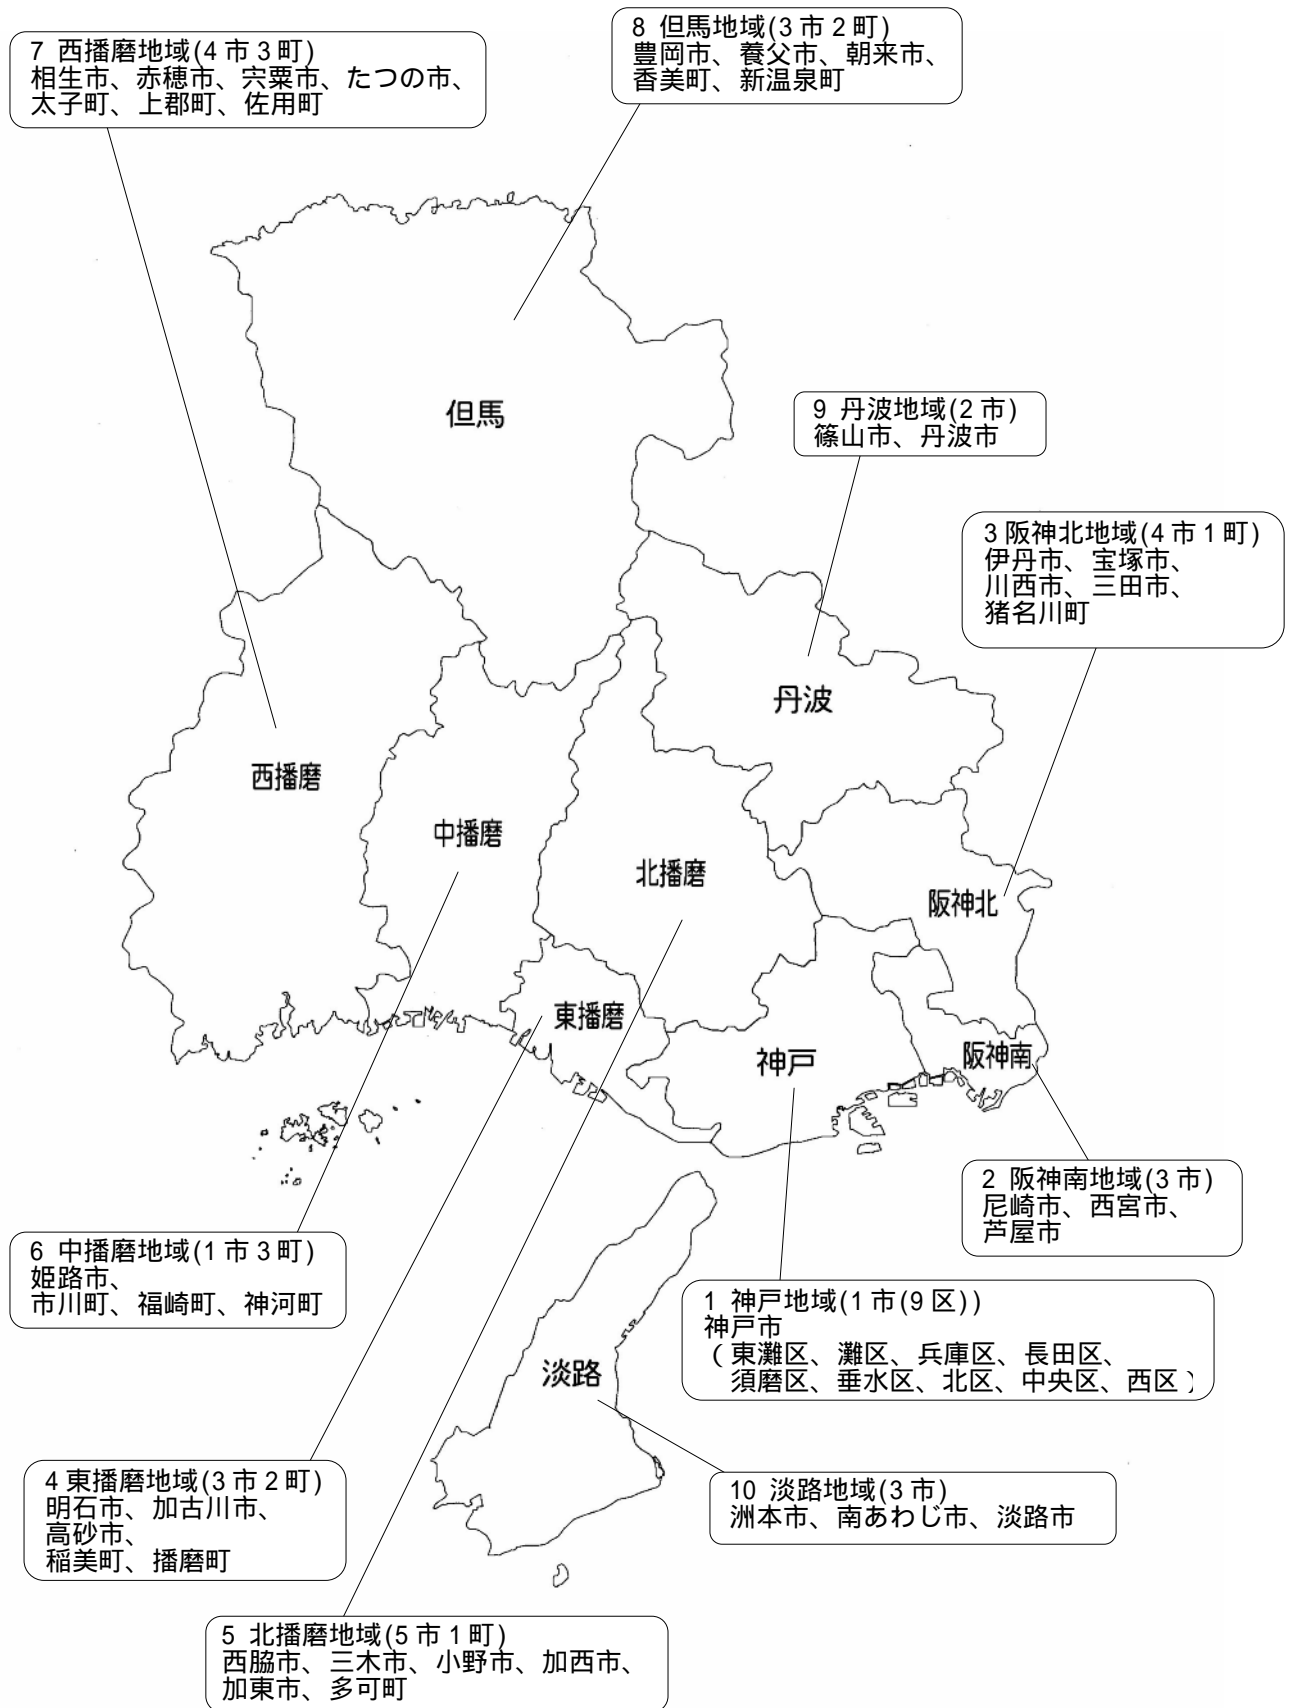 8 但馬地域(3市2町)
豊岡市、養父市、朝来市、
香美町、新温泉町
7 西播磨地域(4市3町)
相生市、赤穂市、宍粟市、たつの市、
太子町、上郡町、佐用町
但馬
9 丹波地域(2市)
篠山市、丹波市
3 阪神北地域(4市1町)
伊丹市、宝塚市、
川西市、三田市、
猪名川町
丹波
西播磨
中播磨
北播磨
阪神北
東播磨
神戸
阪神南
2 阪神南地域(3市)
尼崎市、西宮市、
芦屋市
6 中播磨地域(1市3町)
姫路市、
市川町、福崎町、神河町
1 神戸地域(1市(9区))
神戸市
(東灘区、灘区、兵庫区、長田区、
須磨区、垂水区、北区、中央区、西区)
淡路
4 東播磨地域(3市2町)
明石市、加古川市、
高砂市、
稲美町、播磨町
10 淡路地域(3市)
洲本市、南あわじ市、淡路市
5 北播磨地域(5市1町)
西脇市、三木市、小野市、加西市、
加東市、多可町